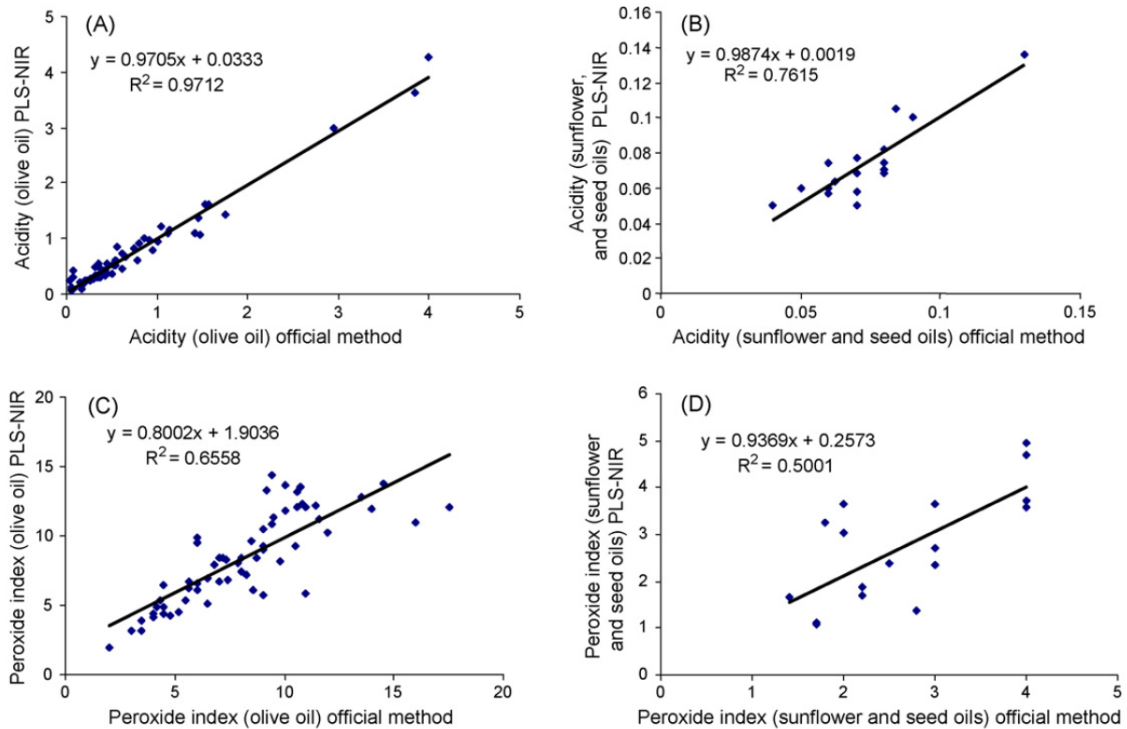 (A)
y = 0.9705x + 0.0333
R² = 0.9712
Acidity (olive oil) PLS-NIR
5
4
3
2
1
0
0 1 2 3 4 5
Acidity (olive oil) official method
(B)
y = 0.9874x + 0.0019
R² = 0.7615
Acidity (sunflower,
and seed oils) PLS-NIR
0.16
0.14
0.12
0.10
0.08
0.06
0.04
0.02
0
0 0.05 0.1 0.15
Acidity (sunflower and seed oils) official method
(C)
y = 0.8002x + 1.9036
R² = 0.6558
Peroxide index (olive oil) PLS-NIR
20
15
10
5
0
0 5 10 15 20
Peroxide index (olive oil) official method
(D)
y = 0.9369x + 0.2573
R² = 0.5001
Peroxide index (sunflower
and seed oils) PLS-NIR
6
5
4
3
2
1
0
0 1 2 3 4 5
Peroxide index (sunflower and seed oils) official method